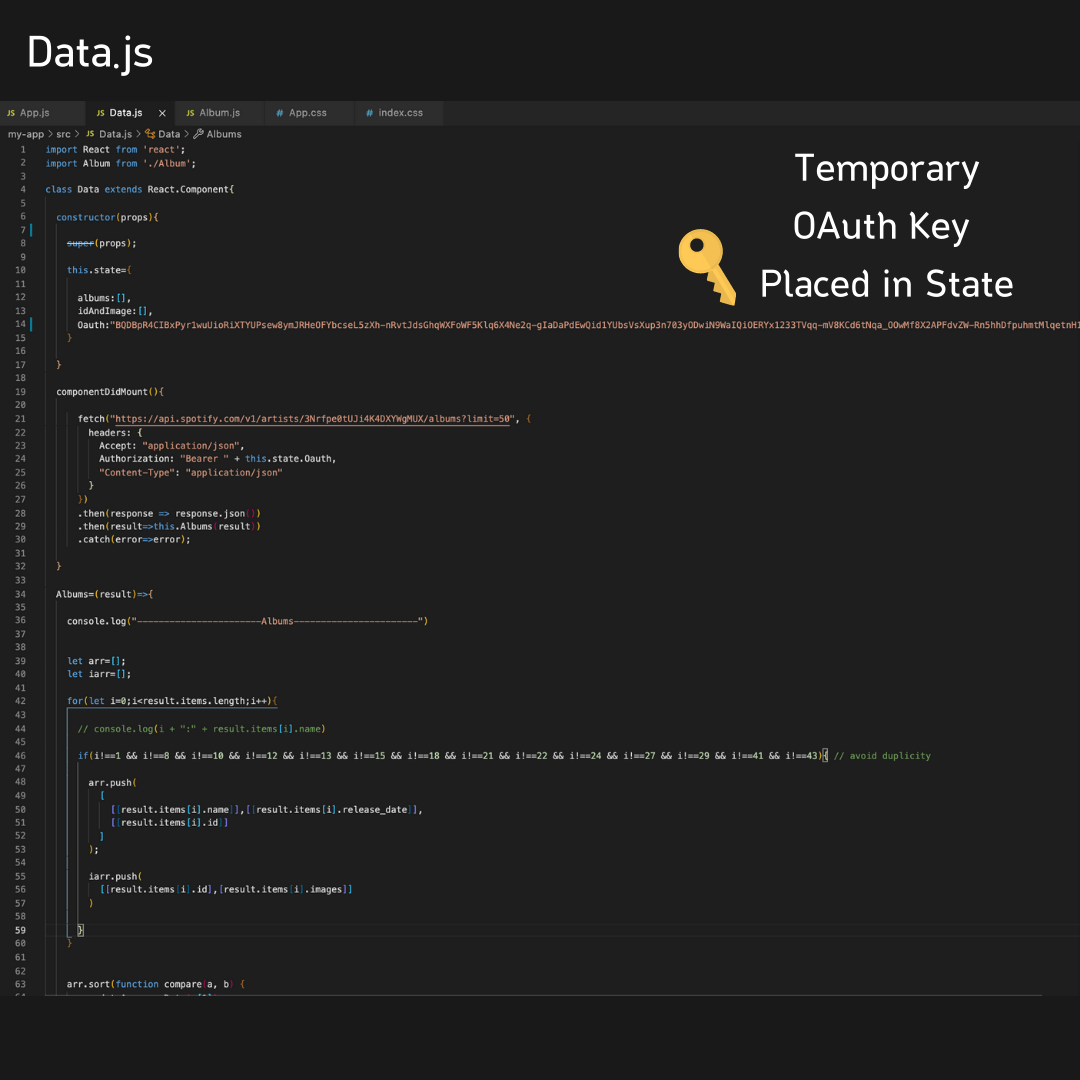 Data.js
JS App.js
JS Data.js ×
JS Album.js
# App.css
# index.css
my-app > src > JS Data.js > Data > Albums
Temporary
OAuth Key
Placed in State
1 import React from 'react';
2 import Album from './Album';
3
4 class Data extends React.Component{
5
6 constructor(props){
7
8 super(props);
9
10 this.state={
11
12 albums:[],
13 idAndImage:[],
14 Oauth:"
15 }
16
17 }
18
19 componentDidMount(){
20
21 fetch("https://api.spotify.com/v1/artists/3Nrfpe0tUJi4K4DXYWgMUX/albums?limit=50", {
22 headers: {
23 Accept: "application/json",
24 Authorization: "Bearer " + this.state.Oauth,
25 "Content-Type": "application/json"
26 }
27 })
28 .then(response => response.json())
29 .then(result=>this.Albums(result))
30 .catch(error=>error);
31
32 }
33
34 Albums=(result)=>{
35
36 console.log("-----------------------Albums-----------------------")
37
38
39 let arr=[];
40 let iarr=[];
41
42 for(let i=0;i<result.items.length;i++){
43
44 // console.log(i + ":" + result.items[i].name)
45
46 if(i!==1 && i!==8 && i!==10 && i!==12 && i!==13 && i!==15 && i!==18 && i!==21 && i!==22 && i!==24 && i!==27 && i!==29 && i!==41 && i!==43){ // avoid duplicity
47
48 arr.push(
49 [
50 [[result.items[i].name]],[[result.items[i].release_date]],
51 [[result.items[i].id]]
52 ]
53 );
54
55 iarr.push(
56 [[result.items[i].id],[result.items[i].images]]
57 )
58
59 }
60 }
61
62
63 arr.sort(function compare(a, b) {